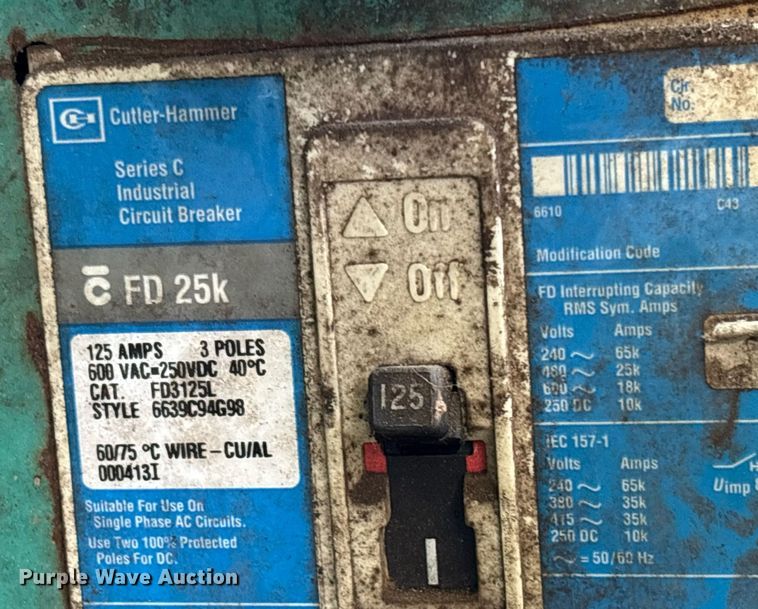 Cutler-Hammer
Series C
Industrial
Circuit Breaker
C FD 25k
125 AMPS 3 POLES
600 VAC=250VDC 40°C
CAT. FD3125L
STYLE 6639C94G98
60/75 °C WIRE-CU/AL
000413I
Suitable For Use On
Single Phase AC Circuits.
Use Two 100% Protected
Poles For DC.
On
Off
125
I
Cir.
No.
6610 C43
Modification Code
FD Interrupting Capacity
RMS Sym. Amps
Volts Amps
240 ~ 65k
480 ~ 25k
600 ~ 18k
250 DC 10k
IEC 157-1
Volts Amps
240 ~ 65k
380 ~ 35k
415 ~ 35k
250 DC 10k
~ = 50/60 Hz
Uimp 8
Purple Wave Auction